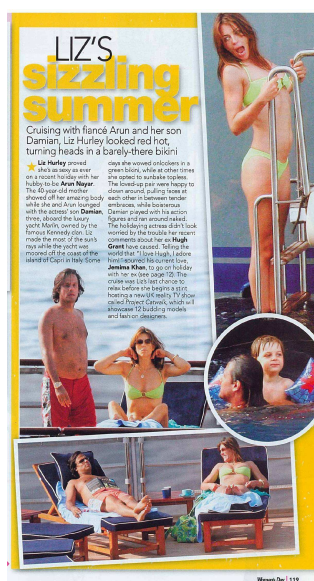 LIZ'S
sizzling
summer
Cruising with fiancé Arun and her son
Damian, Liz Hurley looked red hot,
turning heads in a barely-there bikini
Liz Hurley proved
she's as sexy as ever
on a recent holiday with her
hubby-to-be Arun Nayar.
The 40-year-old mother
showed off her amazing body
while she and Arun lounged
with the actress' son Damian,
three, aboard the luxury
yacht Marlin, owned by the
famous Kennedy clan. Liz
made the most of the sun's
rays while the yacht was
moored off the coast of the
island of Capri in Italy. Some
days she wowed onlookers in a
green bikini, while at other times
she opted to sunbake topless.
The loved-up pair were happy to
clown around, pulling faces at
each other in between tender
embraces, while boisterous
Damian played with his action
figures and ran around naked.
The holidaying actress didn't look
worried by the trouble her recent
comments about her ex Hugh
Grant have caused. Telling the
world that "I love Hugh, I adore
him" spurred his current love,
Jemima Khan, to go on holiday
with her ex (see page 12). The
cruise was Liz's last chance to
relax before she begins a stint
hosting a new UK reality TV show
called Project Catwalk, which will
showcase 12 budding models
and fashion designers.
Woman's Day | 119